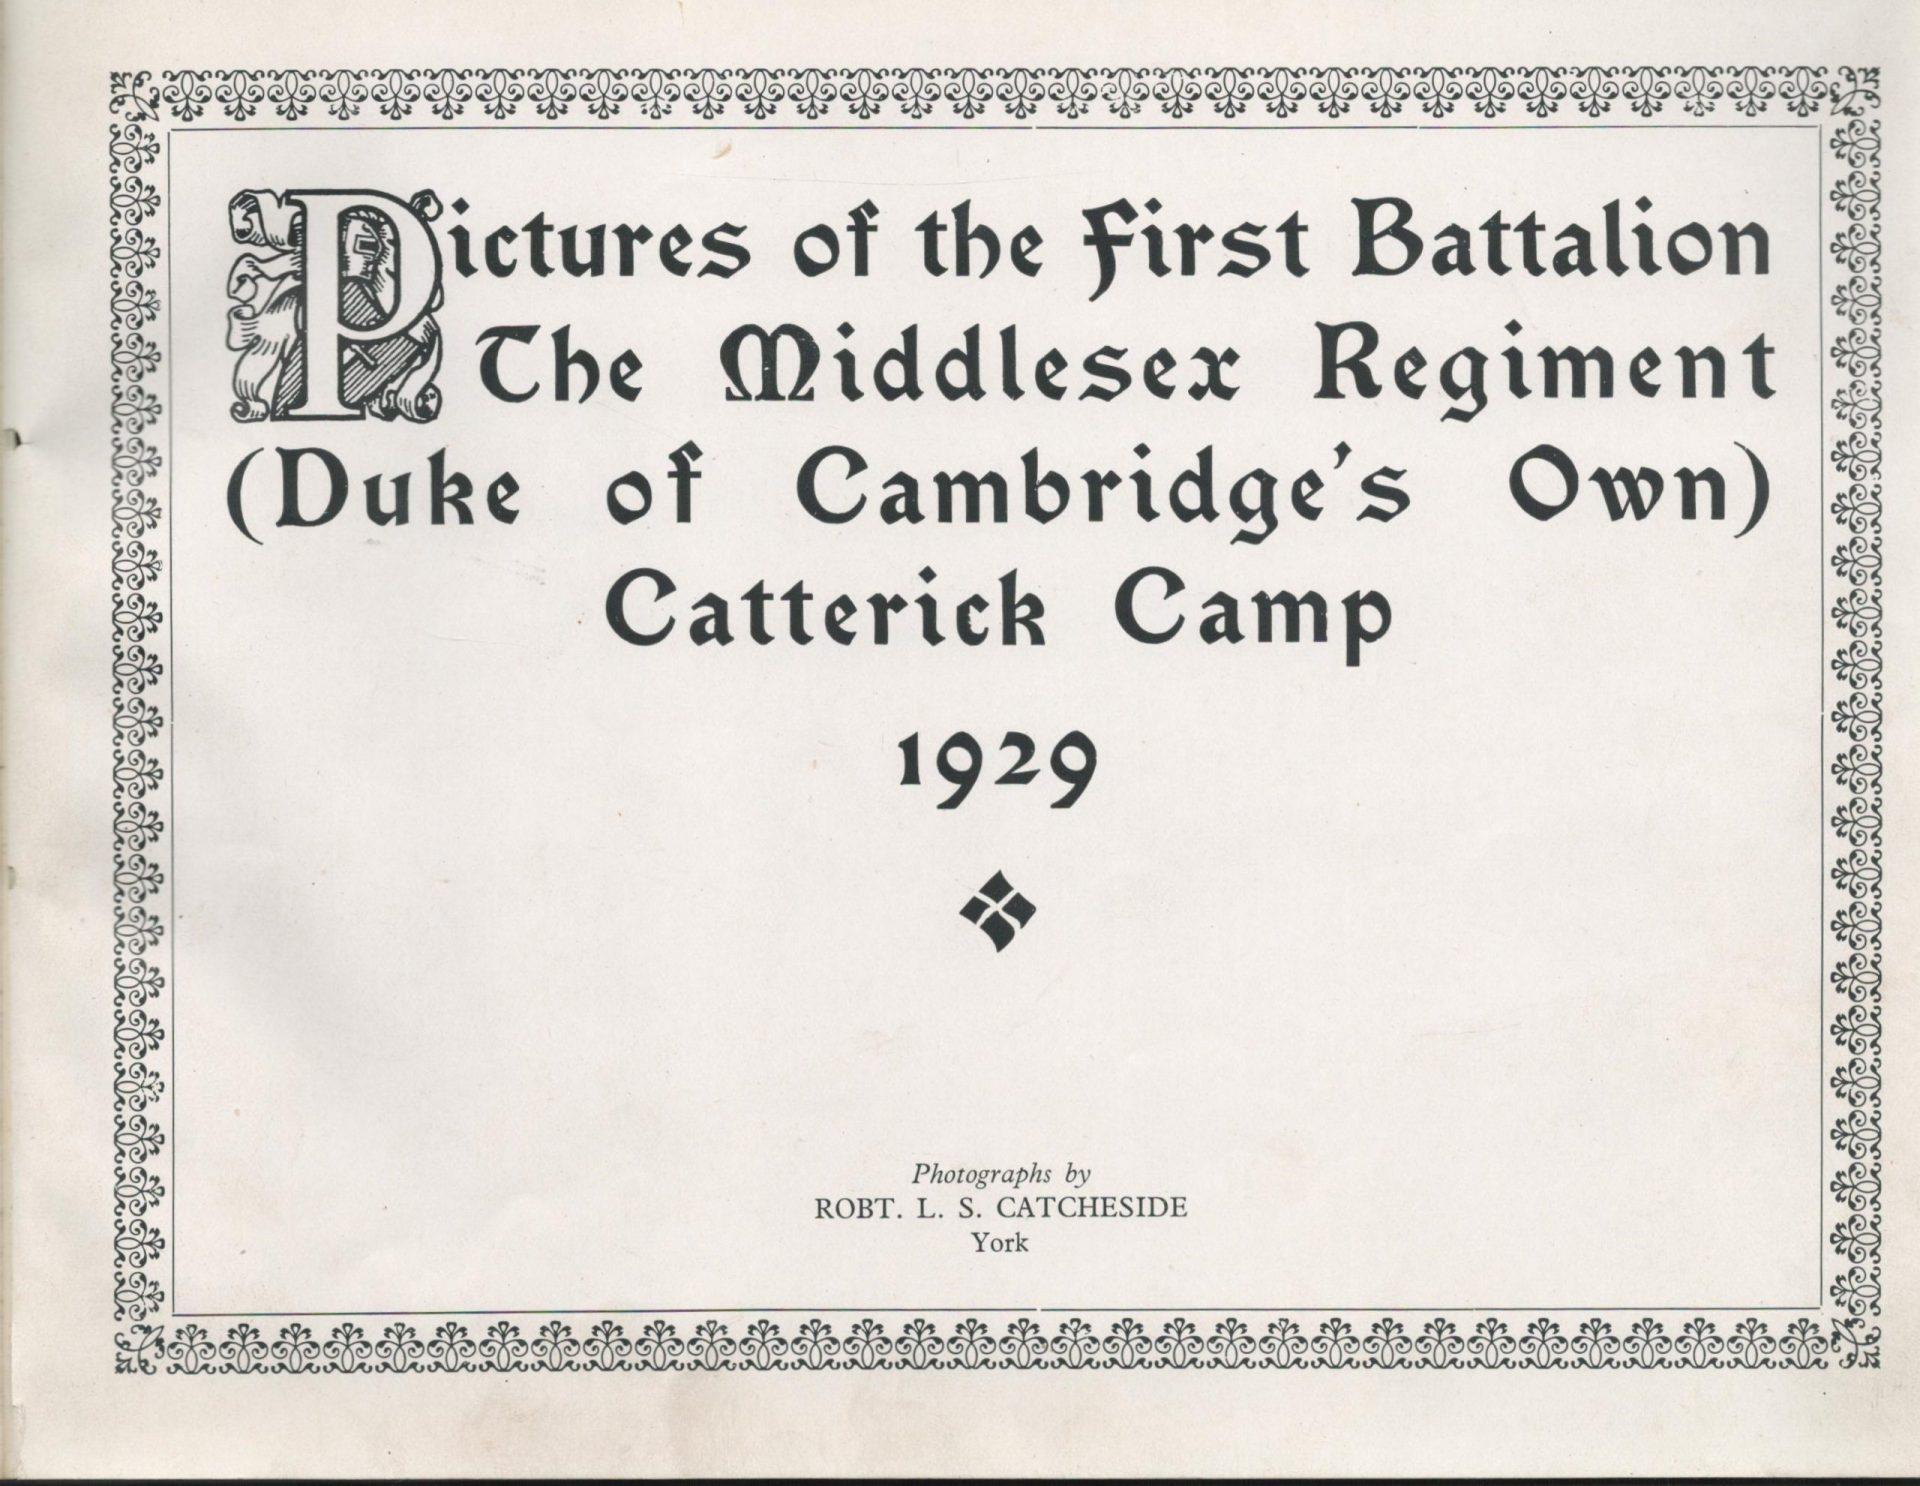 Pictures of the First Battalion
The Middlesex Regiment
(Duke of Cambridge's Own)
Catterick Camp
1929
Photographs by
ROBT. L. S. CATCHESIDE
York